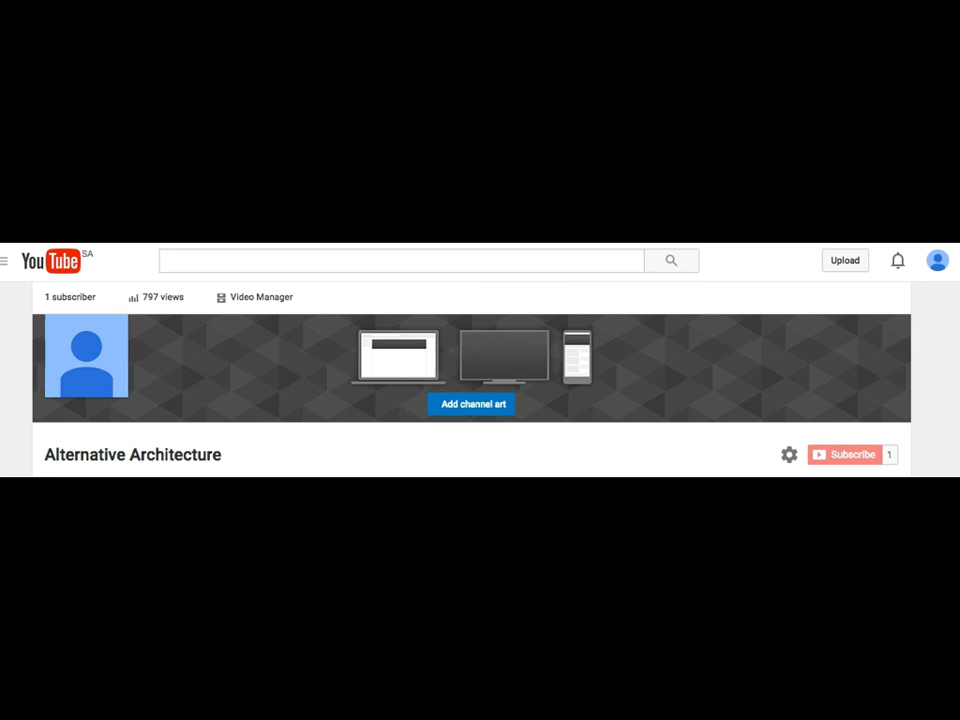 YouTube SA
Upload
1 subscriber 797 views Video Manager
Add channel art
Alternative Architecture
Subscribe 1